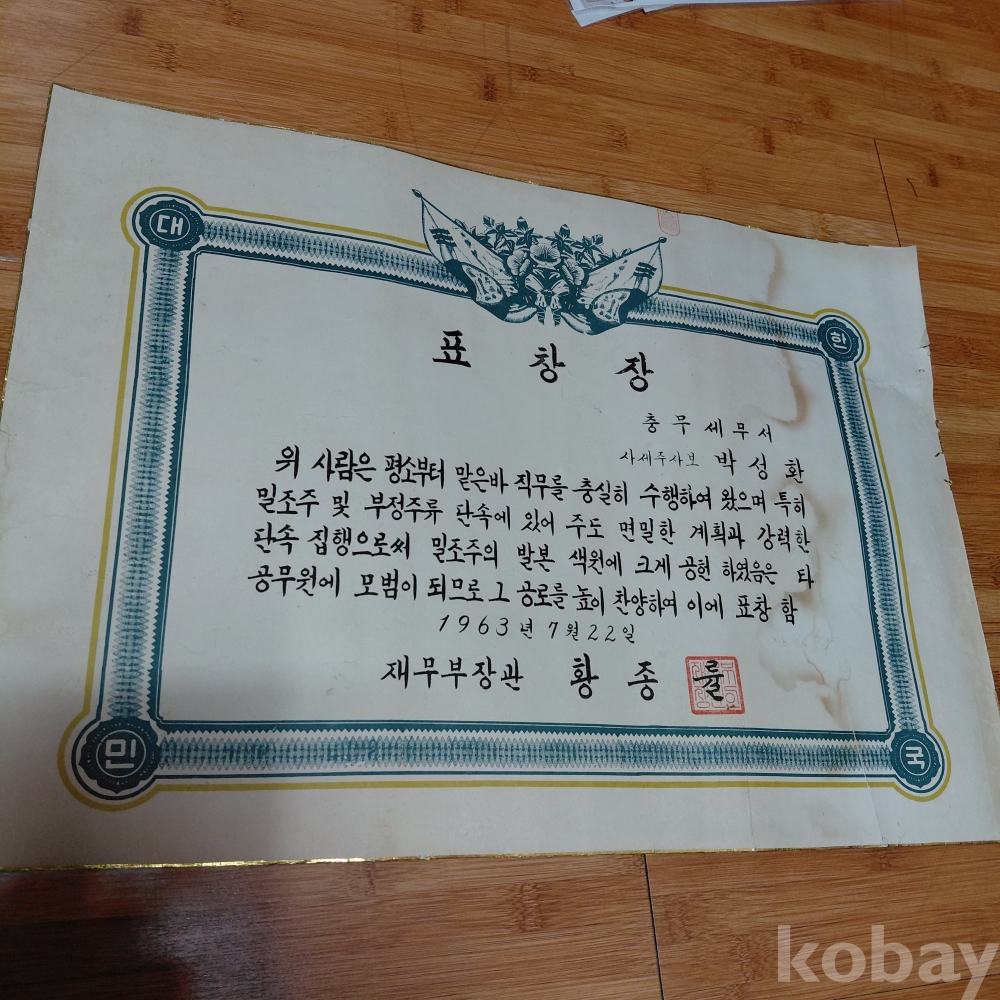 대 한
표 창 장
충무세무서
사세주사보 박성환
위 사람은 평소부터 맡은바 직무를 충실히 수행하여 왔으며 특히
밀조주 및 부정주류 단속에 있어 주도 면밀한 계획과 강력한
단속 집행으로써 밀조주의 발본 색원에 크게 공헌 하였음은 타
공무원에 모범이 되므로 그 공로를 높이 찬양하여 이에 표창 함
1963년 7월 22일
재무부장관 황종률
민 국
kobay